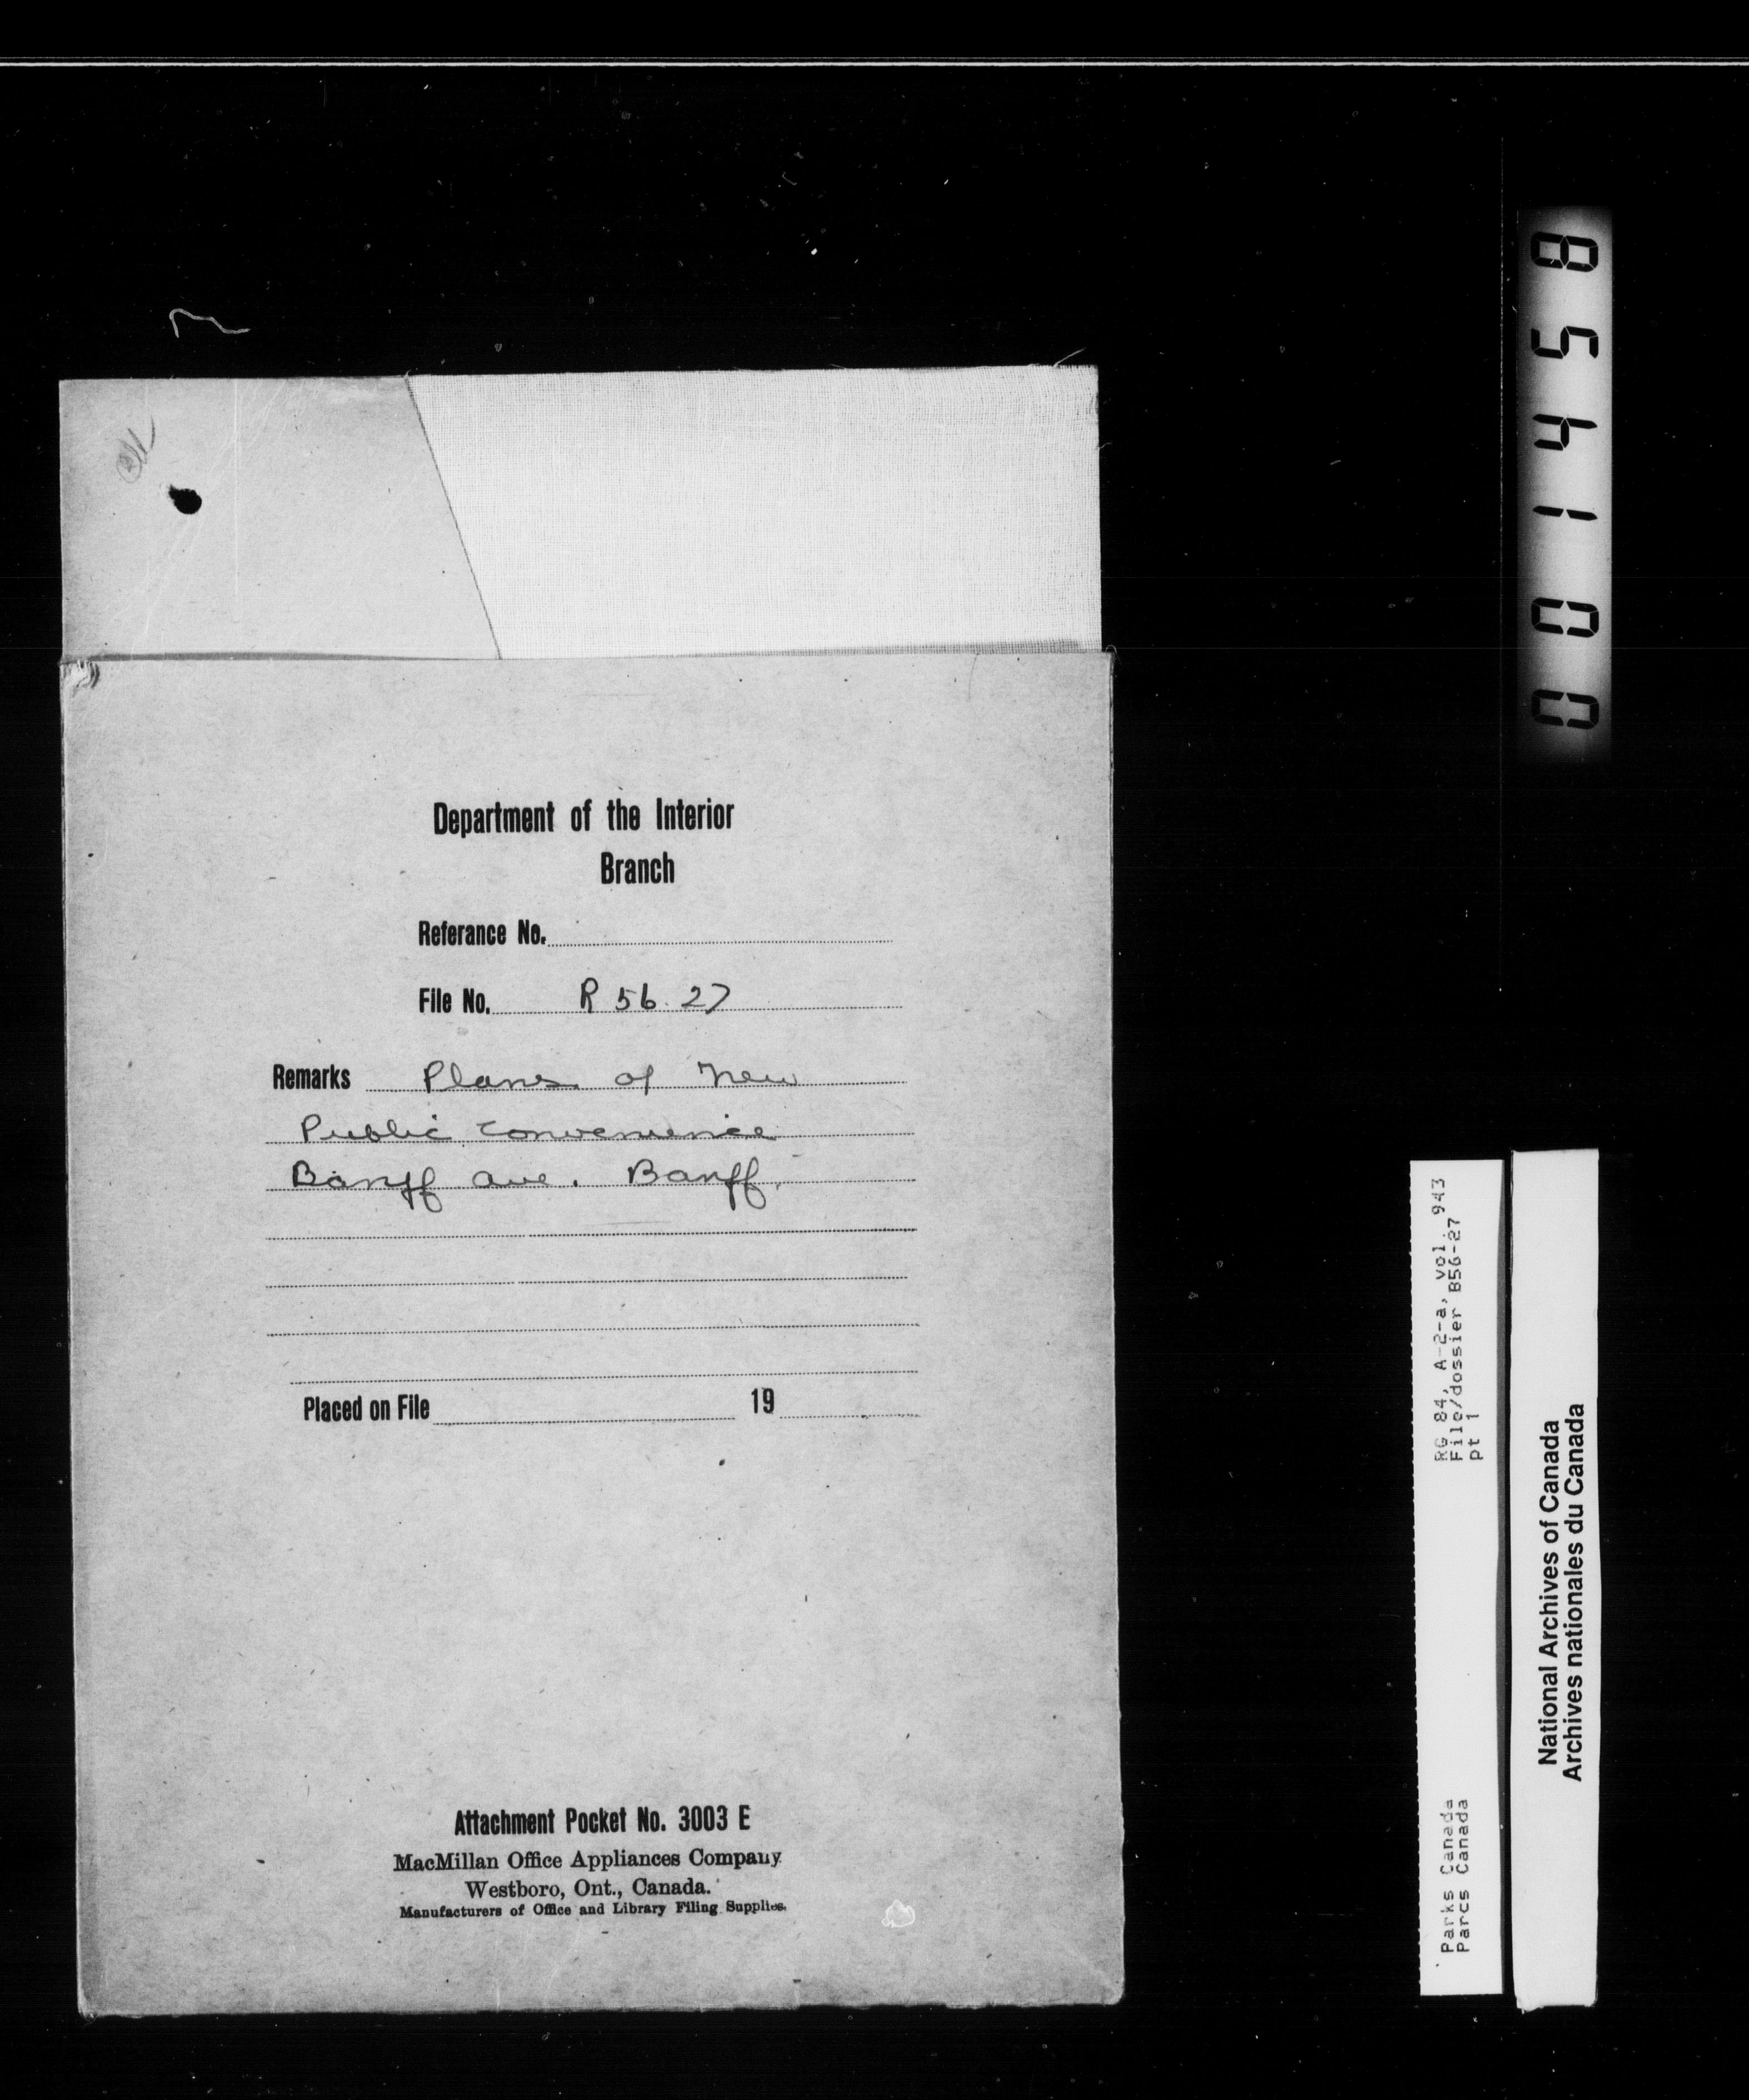 Department of the Interior
Branch
Referance No.
File No. R 56.27
Remarks Plans of New
Public Convenience
Banff Ave. Banff.
Placed on File 19
Attachment Pocket No. 3003 E
MacMillan Office Appliances Company
Westboro, Ont., Canada.
Manufacturers of Office and Library Filing Supplies.
001458
RG 84, A-2-a, vol. 943
File/dossier B56-27
pt 1
Parks Canada
Parcs Canada
National Archives of Canada
Archives nationales du Canada